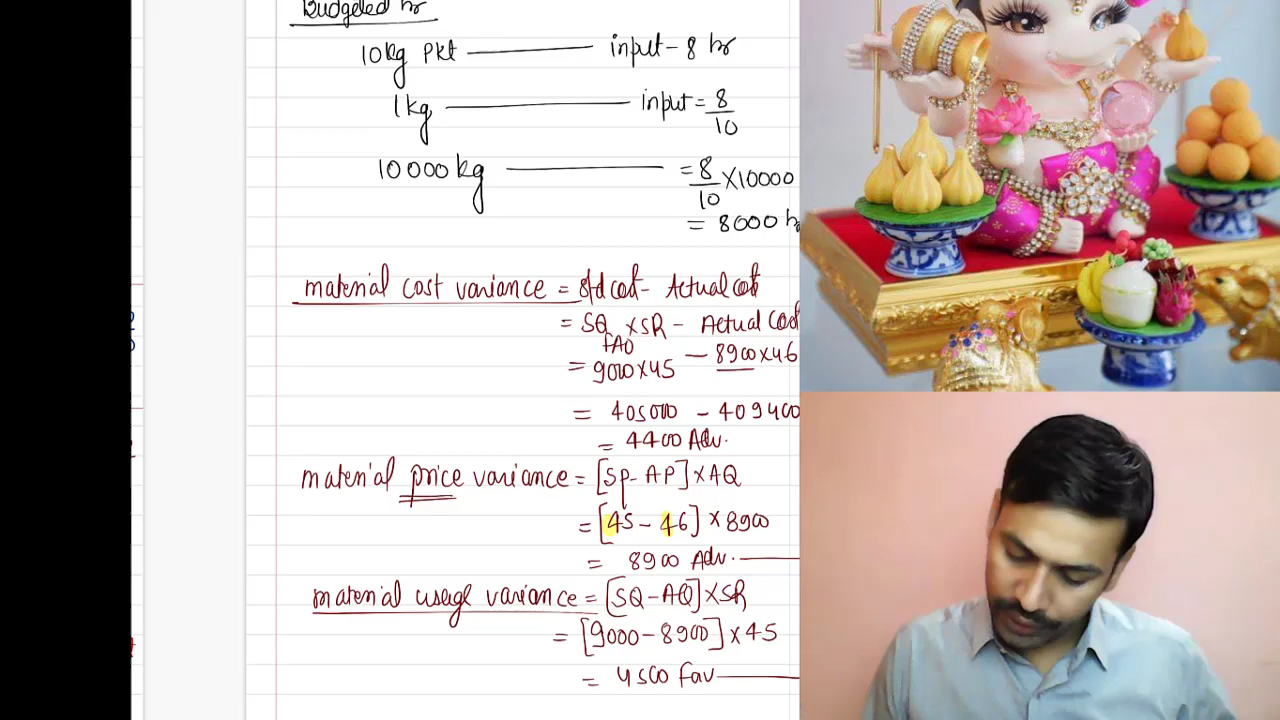 Budgeted hr
10kg Pkt — input - 8 hr
1kg — input = 8/10
10000 kg — = 8/10 X10000
= 8000 hr
material cost variance = Std cost - Actual cost
= SQ X SR - Actual Cost
FAO
= 9000 X 45 - 8900 X 46
= 405000 - 409400
= 4400 Adv.
material price variance = [SP - AP] X AQ
= [45 - 46] X 8900
= 8900 Adv.
material usage variance = [SQ - AQ] X SR
= [9000 - 8900] X 45
= 4500 Fav